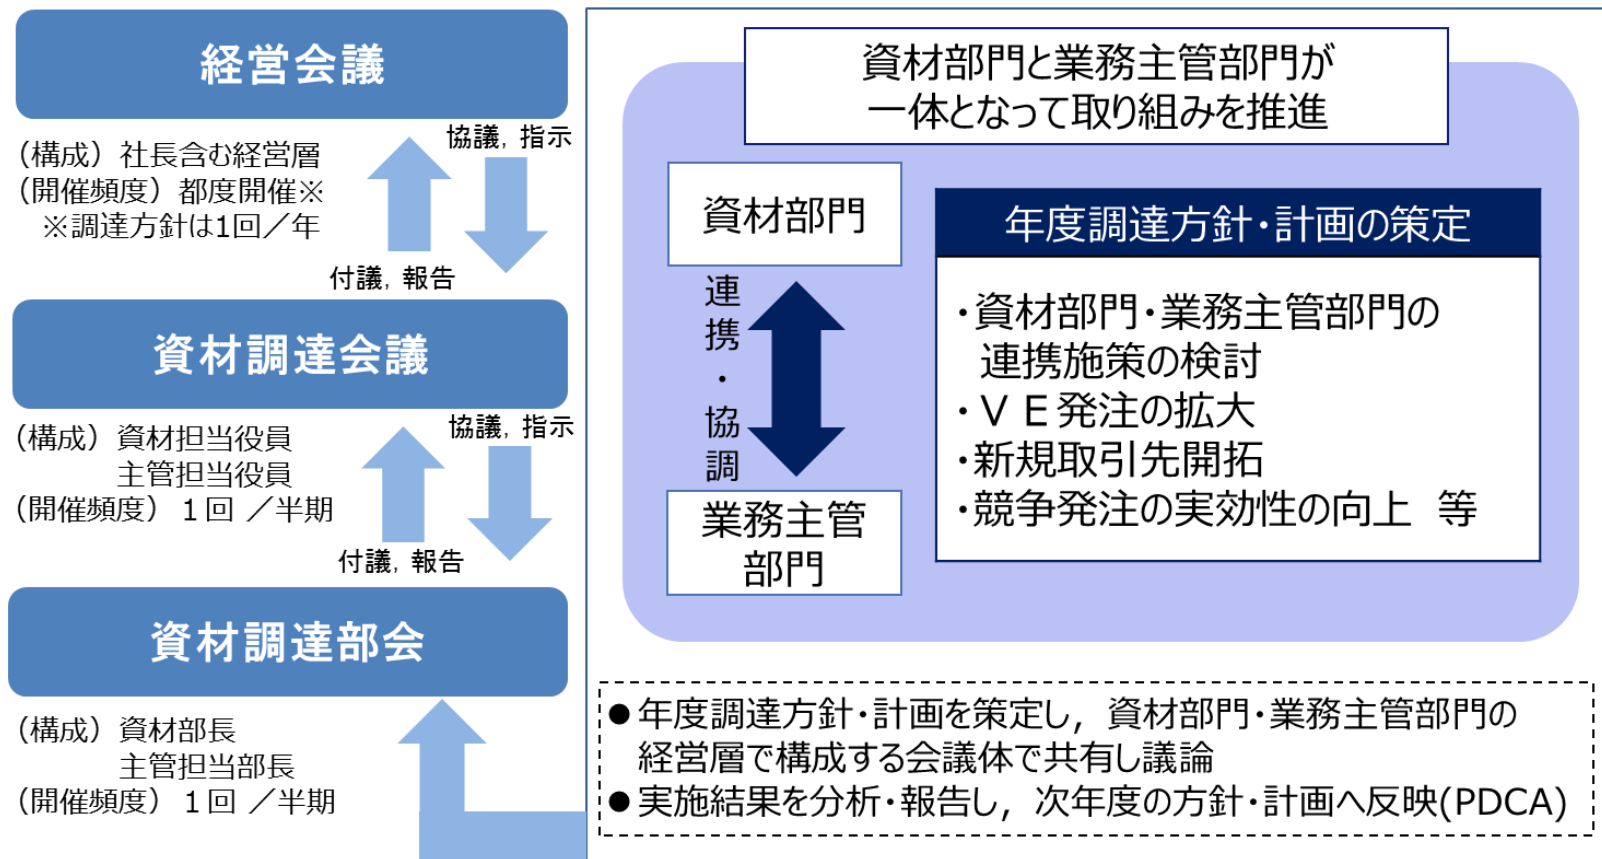 経営会議
協議, 指示
（構成）社長含む経営層
（開催頻度）都度開催※
※調達方針は1回／年
付議, 報告
資材調達会議
協議, 指示
（構成）資材担当役員
主管担当役員
（開催頻度）１回 ／半期
付議, 報告
資材調達部会
（構成）資材部長
主管担当部長
（開催頻度）１回 ／半期
資材部門と業務主管部門が
一体となって取り組みを推進
資材部門
連携・協調
業務主管
部門
年度調達方針・計画の策定
・資材部門・業務主管部門の
連携施策の検討
・ＶＥ発注の拡大
・新規取引先開拓
・競争発注の実効性の向上 等
●年度調達方針・計画を策定し, 資材部門・業務主管部門の
経営層で構成する会議体で共有し議論
●実施結果を分析・報告し, 次年度の方針・計画へ反映(PDCA)